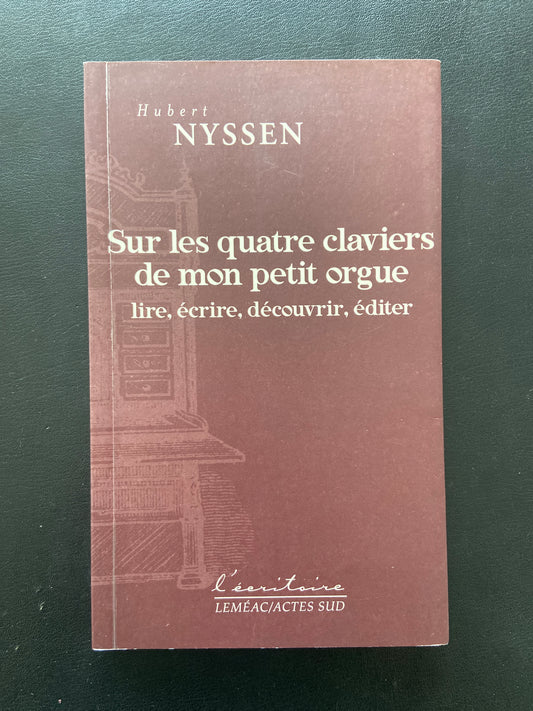 Hubert
NYSSEN
Sur les quatre claviers
de mon petit orgue
lire, écrire, découvrir, éditer
l'écritoire
LEMÉAC/ACTES SUD